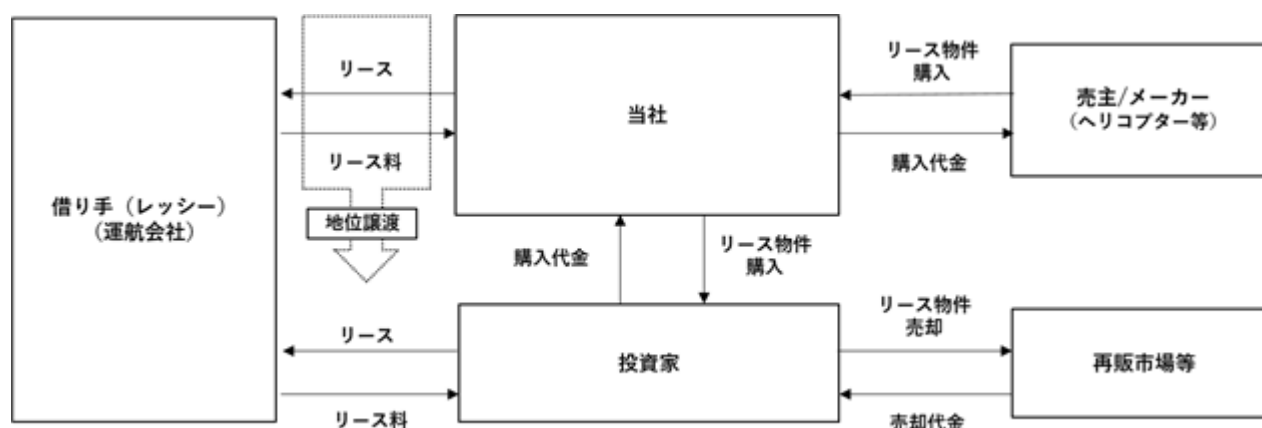 リース
リース料
地位譲渡
借り手（レッシー）
（運航会社）
当社
リース物件
購入
購入代金
売主/メーカー
（ヘリコプター等）
購入代金
リース物件
購入
リース
リース料
投資家
リース物件
売却
売却代金
再販市場等